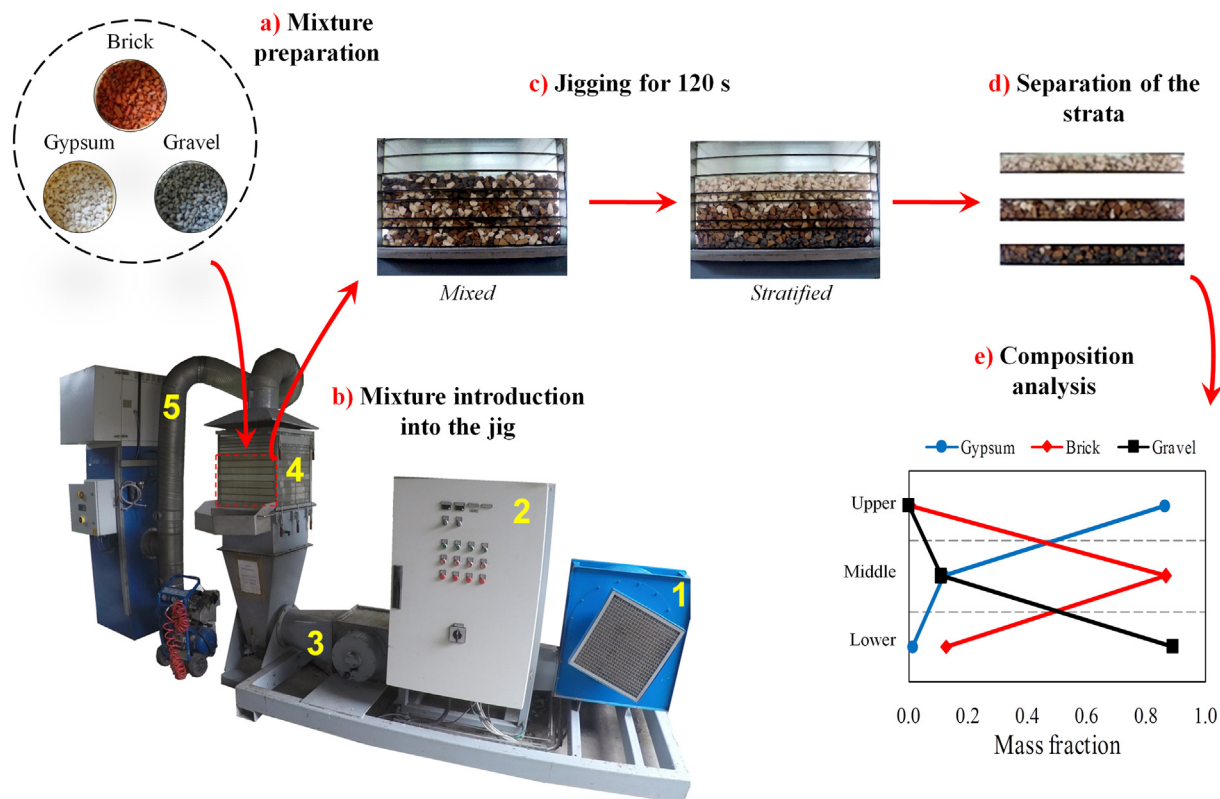 a) Mixture
preparation
Brick
Gypsum
Gravel
c) Jigging for 120 s
Mixed
Stratified
d) Separation of the
strata
b) Mixture introduction
into the jig
5
4
2
1
3
e) Composition
analysis
Gypsum
Brick
Gravel
Upper
Middle
Lower
0.0 0.2 0.4 0.6 0.8 1.0
Mass fraction